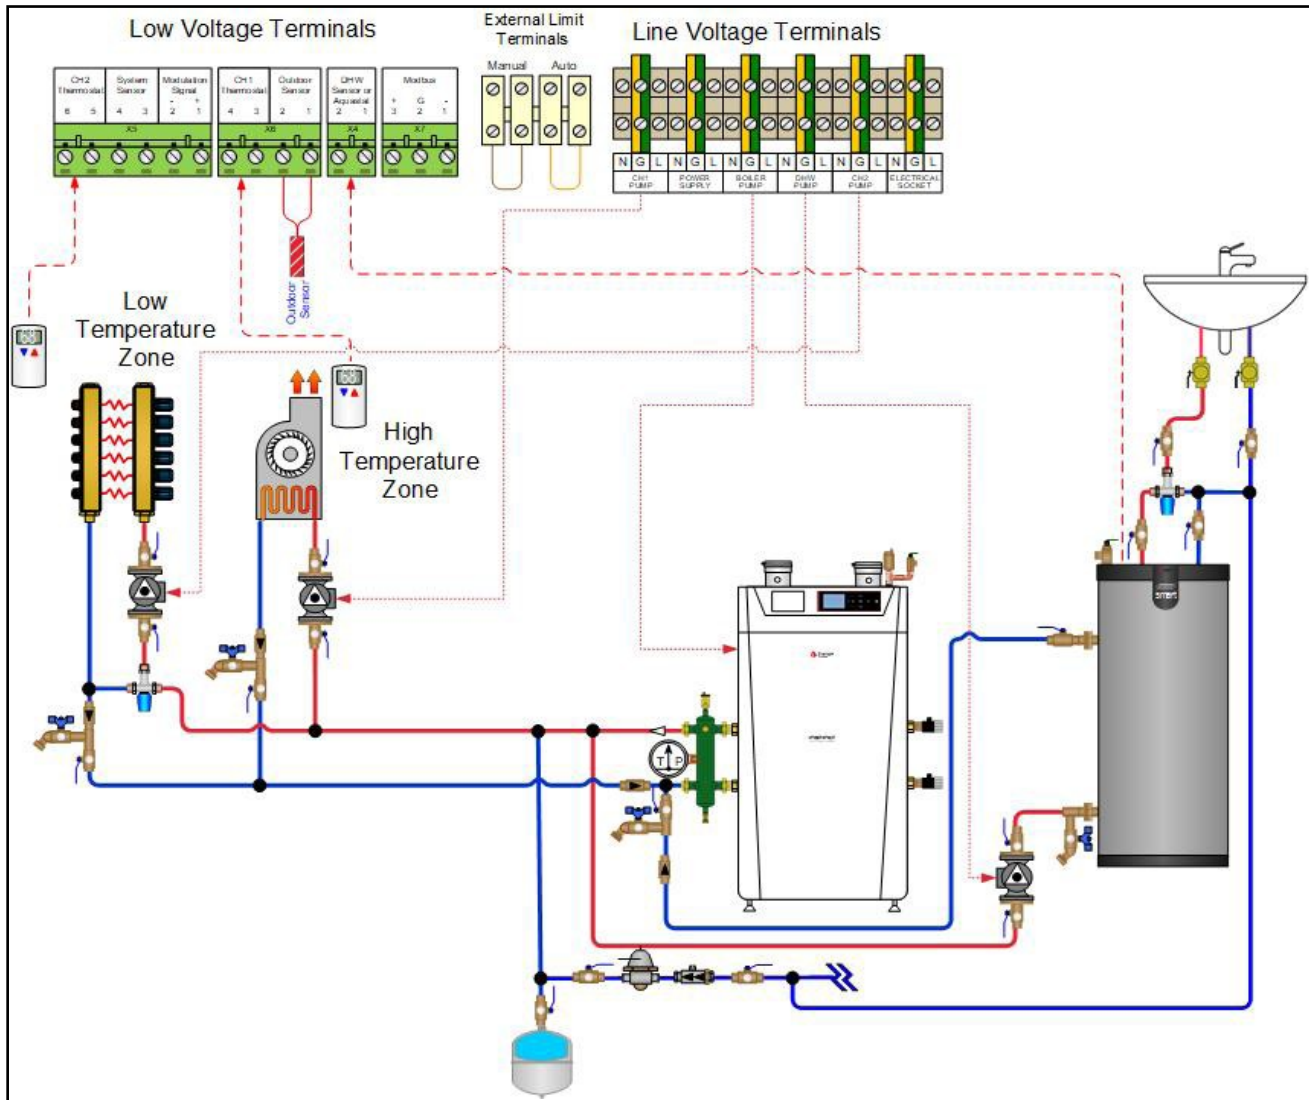 Low Voltage Terminals
External Limit
Terminals
Line Voltage Terminals
Manual Auto
CH2
Thermostat
6 5
System
Sensor
4 3
Modulation
Signal
- +
2 1
X5
CH1
Thermostat
4 3
Outdoor
Sensor
2 1
X6
DHW
Sensor or
Aquastat
2 1
X4
Modbus
+ G -
3 2 1
X7
N G L N G L N G L N G L N G L N G L
CH1
PUMP
POWER
SUPPLY
BOILER
PUMP
DHW
PUMP
CH2
PUMP
ELECTRICAL
SOCKET
Outdoor
Sensor
Low
Temperature
Zone
High
Temperature
Zone
T P
smart